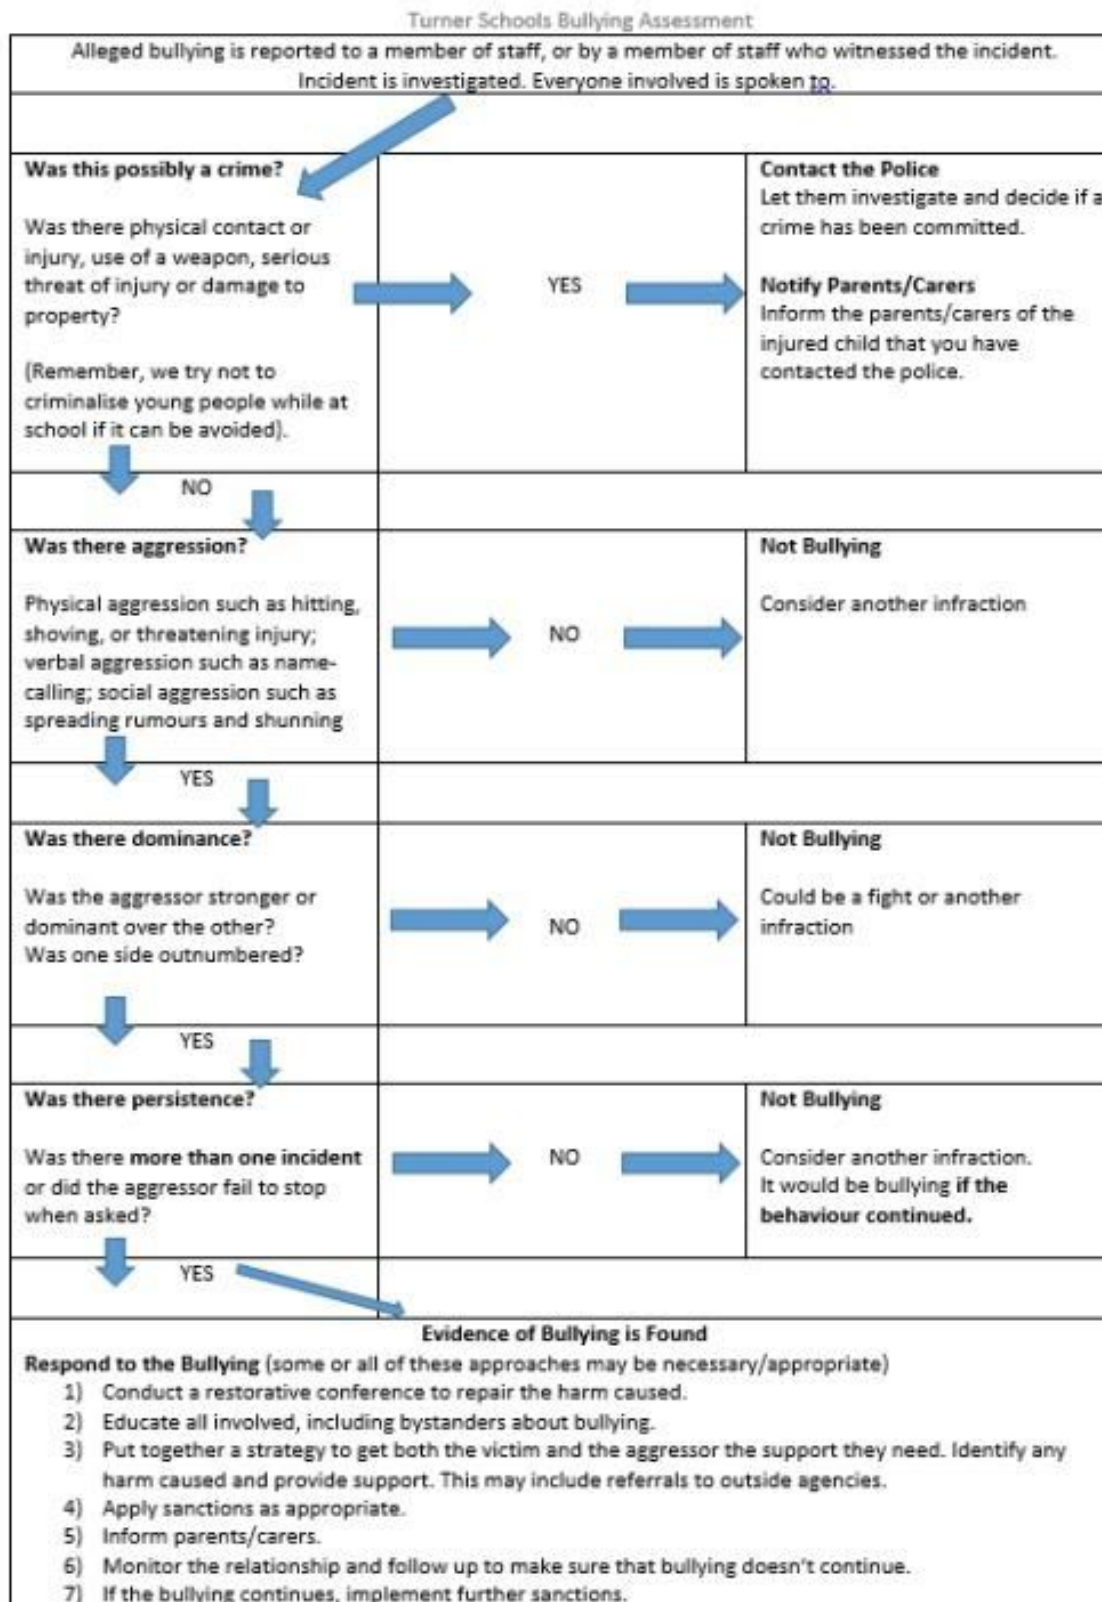 Turner Schools Bullying Assessment
Alleged bullying is reported to a member of staff, or by a member of staff who witnessed the incident.
Incident is investigated. Everyone involved is spoken to.
Was this possibly a crime?
Was there physical contact or
injury, use of a weapon, serious
threat of injury or damage to
property?
(Remember, we try not to
criminalise young people while at
school if it can be avoided).
YES
Contact the Police
Let them investigate and decide if a
crime has been committed.
Notify Parents/Carers
Inform the parents/carers of the
injured child that you have
contacted the police.
NO
Was there aggression?
Physical aggression such as hitting,
shoving, or threatening injury;
verbal aggression such as name-
calling; social aggression such as
spreading rumours and shunning
NO
Not Bullying
Consider another infraction
YES
Was there dominance?
Was the aggressor stronger or
dominant over the other?
Was one side outnumbered?
NO
Not Bullying
Could be a fight or another
infraction
YES
Was there persistence?
Was there more than one incident
or did the aggressor fail to stop
when asked?
NO
Not Bullying
Consider another infraction.
It would be bullying if the
behaviour continued.
YES
Evidence of Bullying is Found
Respond to the Bullying (some or all of these approaches may be necessary/appropriate)
1) Conduct a restorative conference to repair the harm caused.
2) Educate all involved, including bystanders about bullying.
3) Put together a strategy to get both the victim and the aggressor the support they need. Identify any
harm caused and provide support. This may include referrals to outside agencies.
4) Apply sanctions as appropriate.
5) Inform parents/carers.
6) Monitor the relationship and follow up to make sure that bullying doesn't continue.
7) If the bullying continues, implement further sanctions.